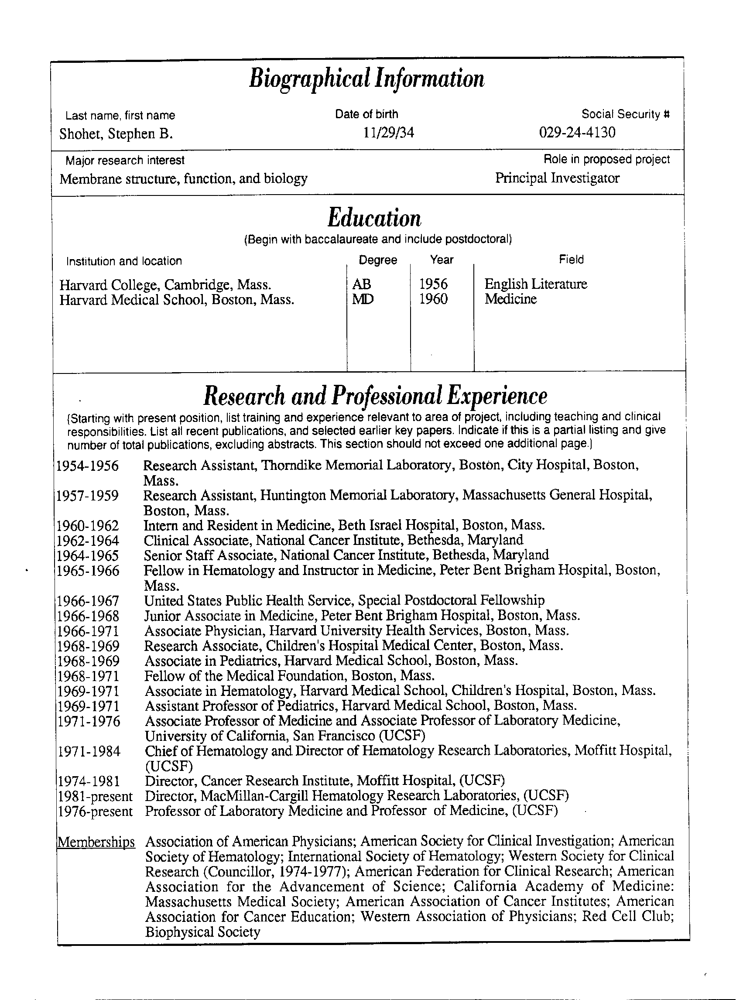 Biographical Information
Last name, first name Date of birth Social Security #
Shohet, Stephen B. 11/29/34 029-24-4130
Major research interest Role in proposed project
Membrane structure, function, and biology Principal Investigator
Education
(Begin with baccalaureate and include postdoctoral)
Institution and location Degree Year Field
Harvard College, Cambridge, Mass. AB 1956 English Literature
Harvard Medical School, Boston, Mass. MD 1960 Medicine
Research and Professional Experience
(Starting with present position, list training and experience relevant to area of project, including teaching and clinical
responsibilities. List all recent publications, and selected earlier key papers. Indicate if this is a partial listing and give
number of total publications, excluding abstracts. This section should not exceed one additional page.)
1954-1956 Research Assistant, Thorndike Memorial Laboratory, Boston, City Hospital, Boston,
Mass.
1957-1959 Research Assistant, Huntington Memorial Laboratory, Massachusetts General Hospital,
Boston, Mass.
1960-1962 Intern and Resident in Medicine, Beth Israel Hospital, Boston, Mass.
1962-1964 Clinical Associate, National Cancer Institute, Bethesda, Maryland
1964-1965 Senior Staff Associate, National Cancer Institute, Bethesda, Maryland
1965-1966 Fellow in Hematology and Instructor in Medicine, Peter Bent Brigham Hospital, Boston,
Mass.
1966-1967 United States Public Health Service, Special Postdoctoral Fellowship
1966-1968 Junior Associate in Medicine, Peter Bent Brigham Hospital, Boston, Mass.
1966-1971 Associate Physician, Harvard University Health Services, Boston, Mass.
1968-1969 Research Associate, Children's Hospital Medical Center, Boston, Mass.
1968-1969 Associate in Pediatrics, Harvard Medical School, Boston, Mass.
1968-1971 Fellow of the Medical Foundation, Boston, Mass.
1969-1971 Associate in Hematology, Harvard Medical School, Children's Hospital, Boston, Mass.
1969-1971 Assistant Professor of Pediatrics, Harvard Medical School, Boston, Mass.
1971-1976 Associate Professor of Medicine and Associate Professor of Laboratory Medicine,
University of California, San Francisco (UCSF)
1971-1984 Chief of Hematology and Director of Hematology Research Laboratories, Moffitt Hospital,
(UCSF)
1974-1981 Director, Cancer Research Institute, Moffitt Hospital, (UCSF)
1981-present Director, MacMillan-Cargill Hematology Research Laboratories, (UCSF)
1976-present Professor of Laboratory Medicine and Professor of Medicine, (UCSF)
Memberships Association of American Physicians; American Society for Clinical Investigation; American
Society of Hematology; International Society of Hematology; Western Society for Clinical
Research (Councillor, 1974-1977); American Federation for Clinical Research; American
Association for the Advancement of Science; California Academy of Medicine:
Massachusetts Medical Society; American Association of Cancer Institutes; American
Association for Cancer Education; Western Association of Physicians; Red Cell Club;
Biophysical Society